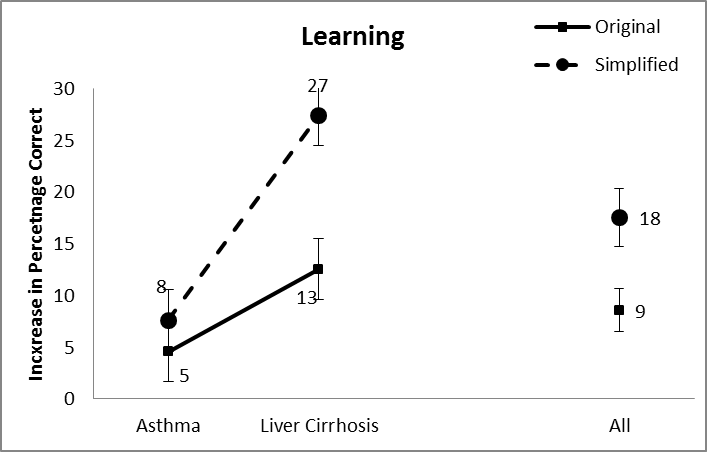 Learning
Original
Simplified
Incxrease in Percetnage Correct
30
25
20
15
10
5
0
8
5
27
13
18
9
Asthma
Liver Cirrhosis
All